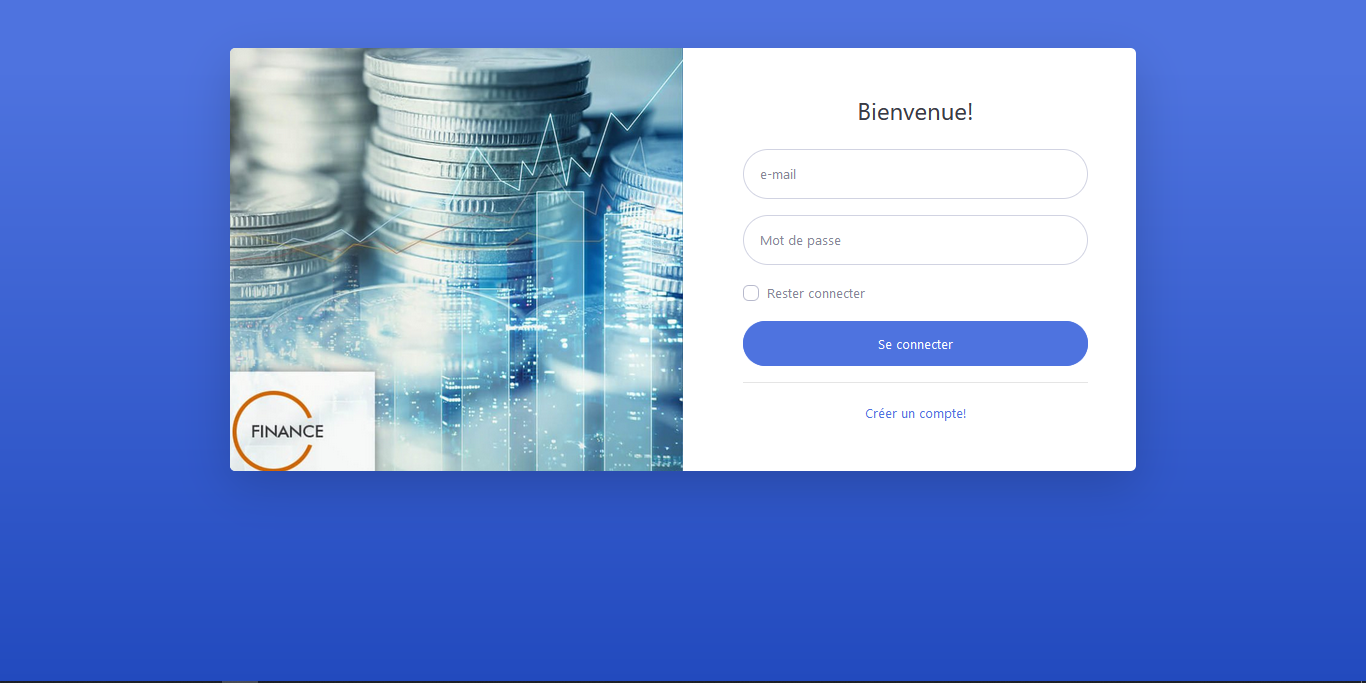 Bienvenue!
e-mail
Mot de passe
Rester connecter
Se connecter
Créer un compte!
FINANCE